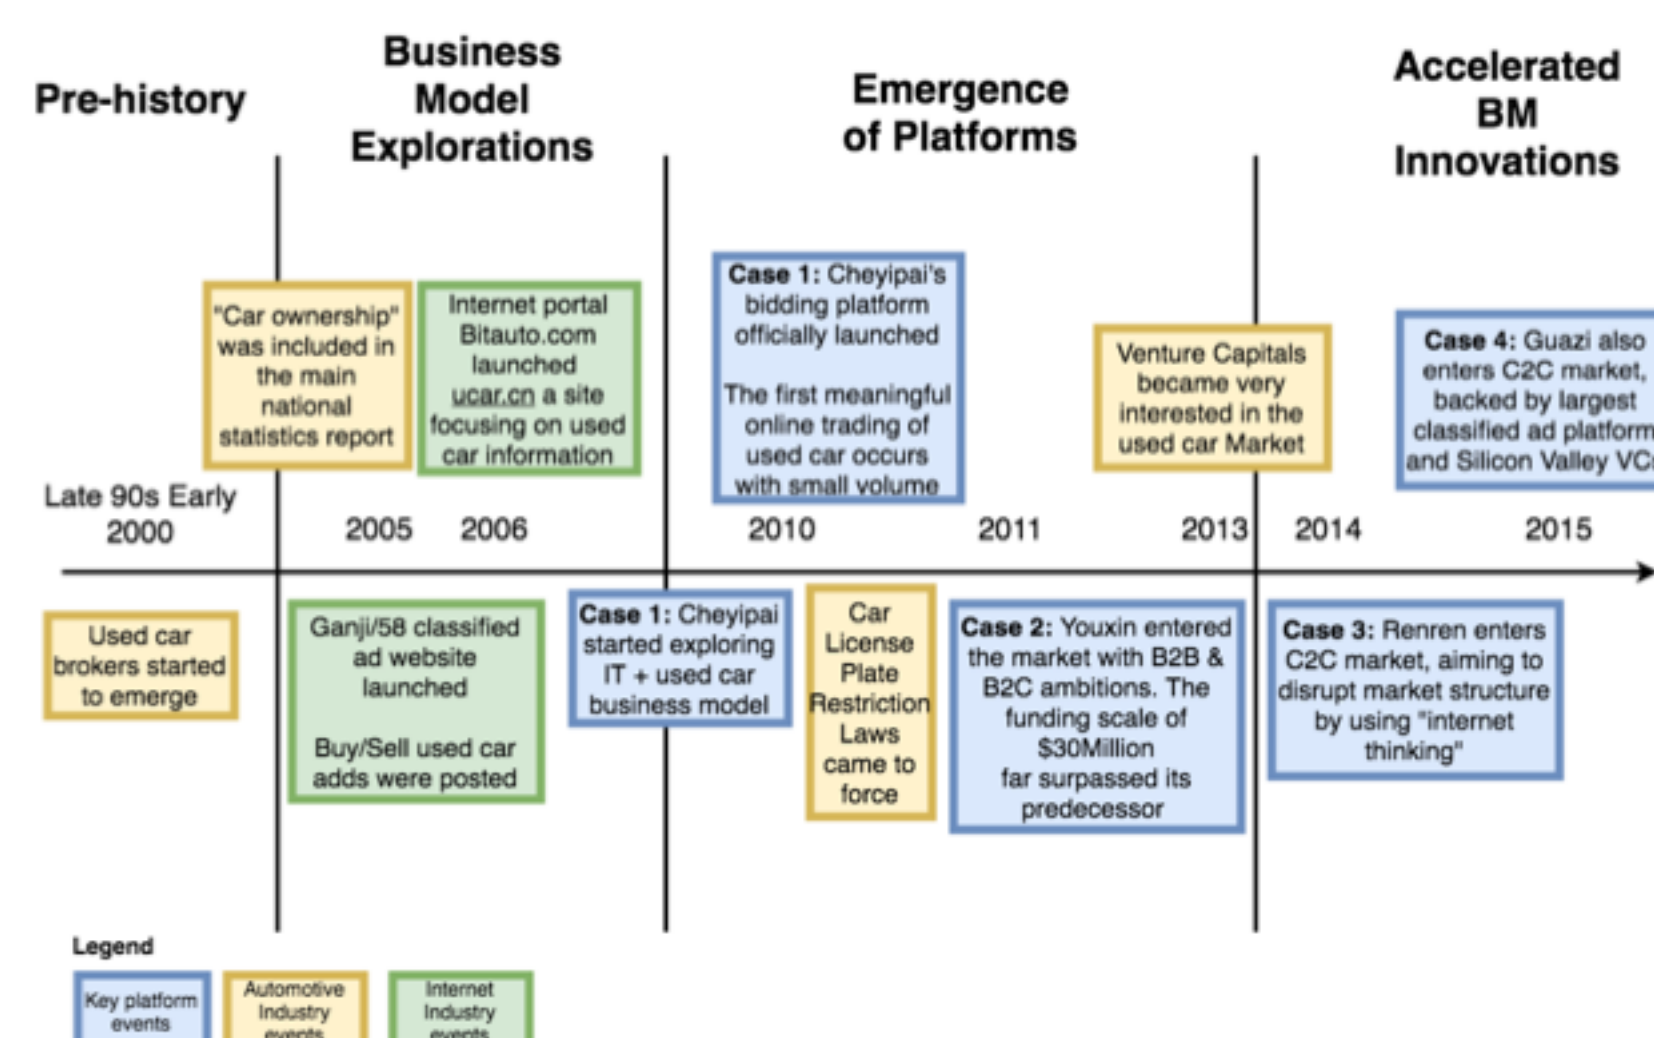 Pre-history
Business
Model
Explorations
Emergence
of Platforms
Accelerated
BM
Innovations
"Car ownership"
was included in
the main
national
statistics report
Internet portal
Bitauto.com
launched
ucar.cn a site
focusing on used
car information
Case 1: Cheyipai's
bidding platform
officially launched
The first meaningful
online trading of
used car occurs
with small volume
Venture Capitals
became very
interested in the
used car Market
Case 4: Guazi also
enters C2C market,
backed by largest
classified ad platform
and Silicon Valley VCs
Late 90s Early
2000
2005
2006
2010
2011
2013
2014
2015
Used car
brokers started
to emerge
Ganji/58 classified
ad website
launched
Buy/Sell used car
adds were posted
Case 1: Cheyipai
started exploring
IT + used car
business model
Car
License
Plate
Restriction
Laws
came to
force
Case 2: Youxin entered
the market with B2B &
B2C ambitions. The
funding scale of
$30Million
far surpassed its
predecessor
Case 3: Renren enters
C2C market, aiming to
disrupt market structure
by using "internet
thinking"
Legend
Key platform
events
Automotive
Industry
events
Internet
Industry
events